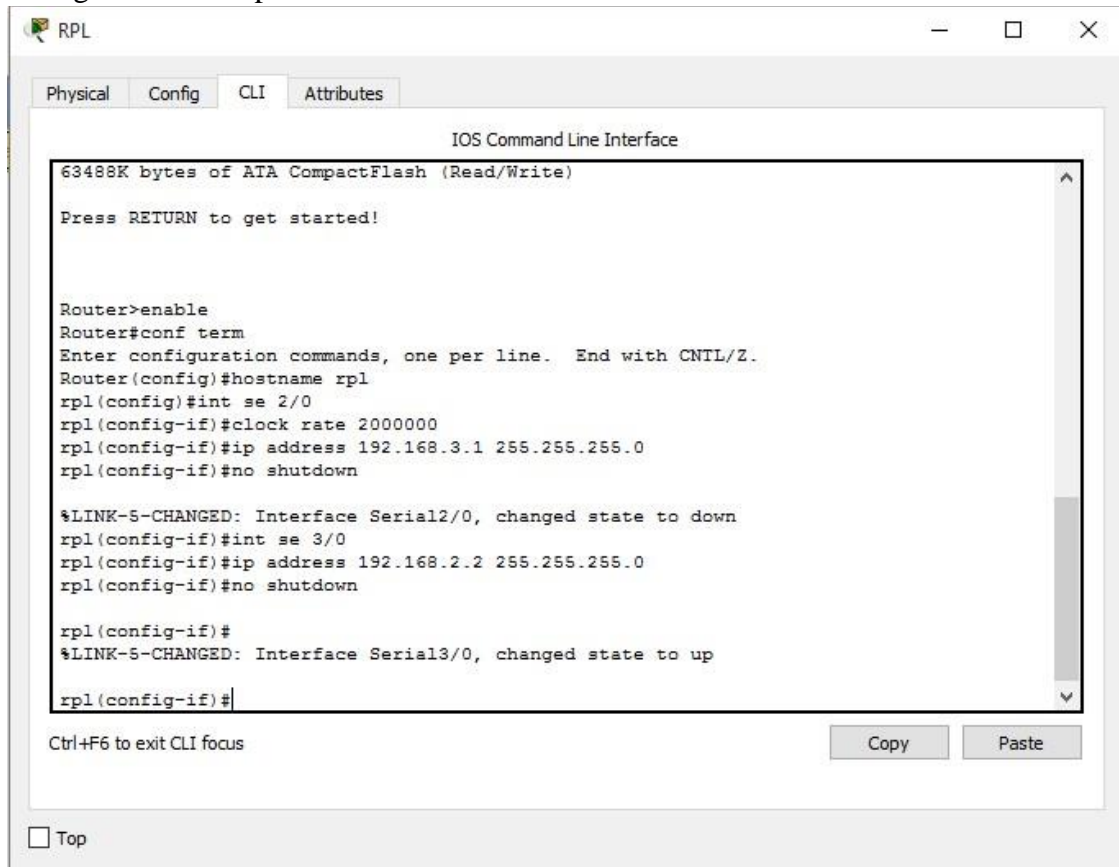 RPL
Physical Config CLI Attributes
IOS Command Line Interface
63488K bytes of ATA CompactFlash (Read/Write)
Press RETURN to get started!
Router>enable
Router#conf term
Enter configuration commands, one per line.  End with CNTL/Z.
Router(config)#hostname rpl
rpl(config)#int se 2/0
rpl(config-if)#clock rate 2000000
rpl(config-if)#ip address 192.168.3.1 255.255.255.0
rpl(config-if)#no shutdown
%LINK-5-CHANGED: Interface Serial2/0, changed state to down
rpl(config-if)#int se 3/0
rpl(config-if)#ip address 192.168.2.2 255.255.255.0
rpl(config-if)#no shutdown
rpl(config-if)#
%LINK-5-CHANGED: Interface Serial3/0, changed state to up
rpl(config-if)#
Ctrl+F6 to exit CLI focus
Copy Paste
Top